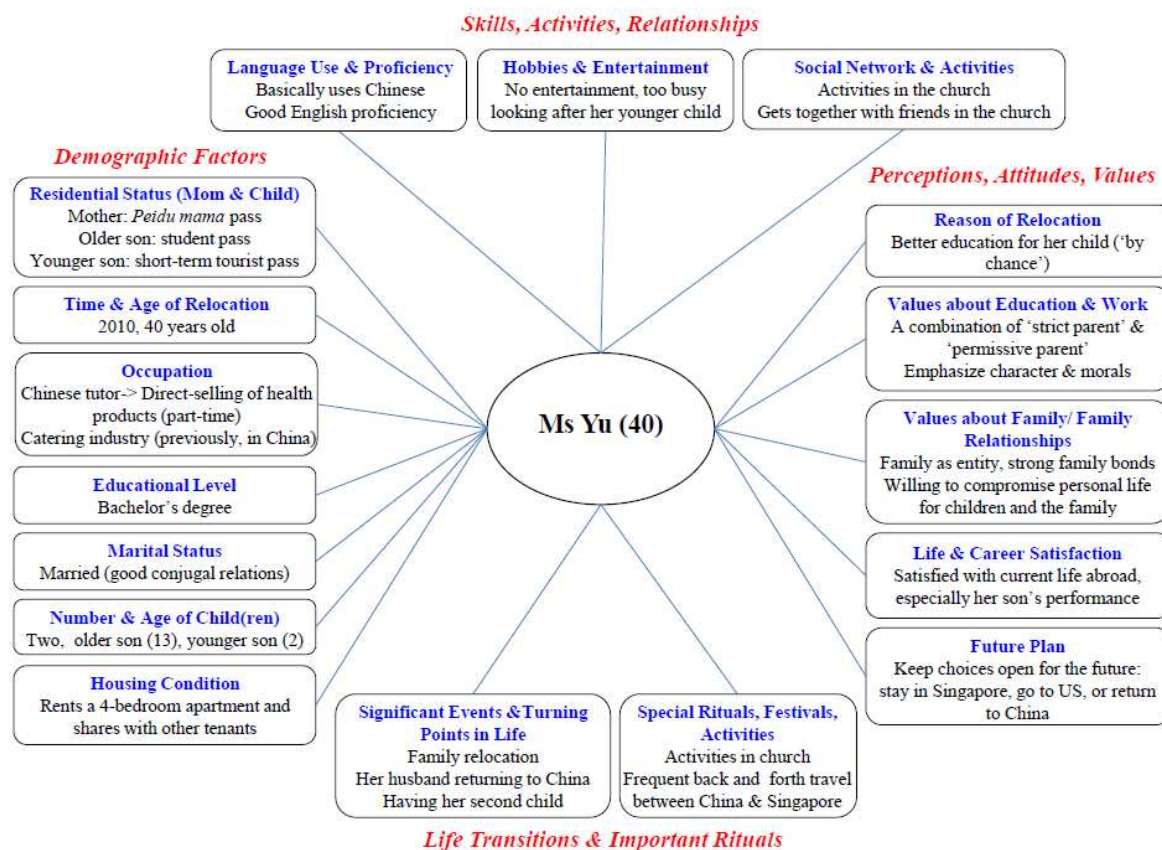 Skills, Activities, Relationships
Language Use & Proficiency
Basically uses Chinese
Good English proficiency
Hobbies & Entertainment
No entertainment, too busy
looking after her younger child
Social Network & Activities
Activities in the church
Gets together with friends in the church
Demographic Factors
Residential Status (Mom & Child)
Mother: Peidu mama pass
Older son: student pass
Younger son: short-term tourist pass
Time & Age of Relocation
2010, 40 years old
Occupation
Chinese tutor-> Direct-selling of health
products (part-time)
Catering industry (previously, in China)
Educational Level
Bachelor's degree
Marital Status
Married (good conjugal relations)
Number & Age of Child(ren)
Two, older son (13), younger son (2)
Housing Condition
Rents a 4-bedroom apartment and
shares with other tenants
Ms Yu (40)
Perceptions, Attitudes, Values
Reason of Relocation
Better education for her child ('by
chance')
Values about Education & Work
A combination of 'strict parent' &
'permissive parent'
Emphasize character & morals
Values about Family/ Family
Relationships
Family as entity, strong family bonds
Willing to compromise personal life
for children and the family
Life & Career Satisfaction
Satisfied with current life abroad,
especially her son's performance
Future Plan
Keep choices open for the future:
stay in Singapore, go to US, or return
to China
Significant Events &Turning
Points in Life
Family relocation
Her husband returning to China
Having her second child
Special Rituals, Festivals,
Activities
Activities in church
Frequent back and forth travel
between China & Singapore
Life Transitions & Important Rituals